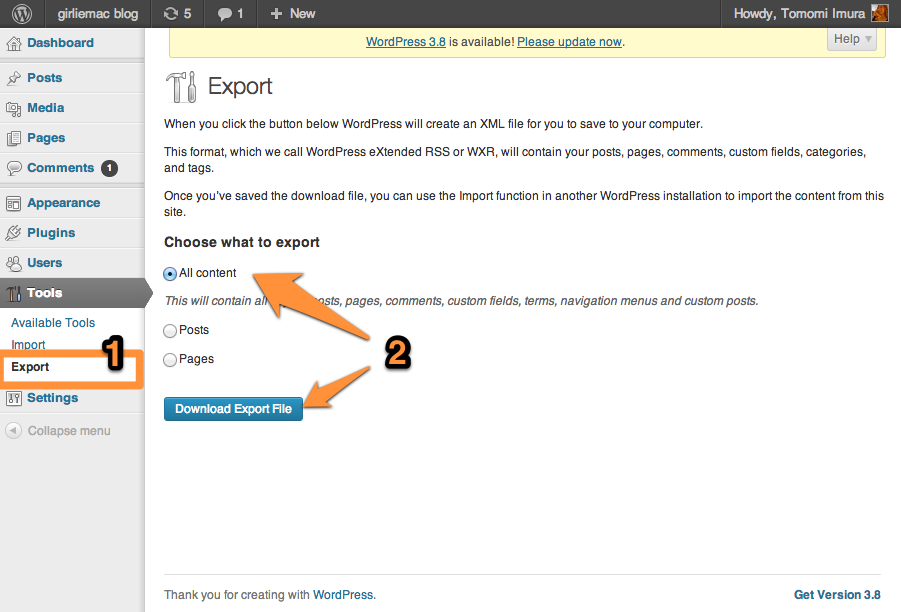 girliemac blog 5 1 + New Howdy, Tomomi Imura
WordPress 3.8 is available! Please update now.
Help
Dashboard
Posts
Media
Pages
Comments 1
Appearance
Plugins
Users
Tools
Available Tools
Import
Export
Settings
Collapse menu
1
Export
When you click the button below WordPress will create an XML file for you to save to your computer.
This format, which we call WordPress eXtended RSS or WXR, will contain your posts, pages, comments, custom fields, categories,
and tags.
Once you've saved the download file, you can use the Import function in another WordPress installation to import the content from this
site.
Choose what to export
All content
This will contain all posts, pages, comments, custom fields, terms, navigation menus and custom posts.
Posts
Pages
2
Download Export File
Thank you for creating with WordPress.
Get Version 3.8